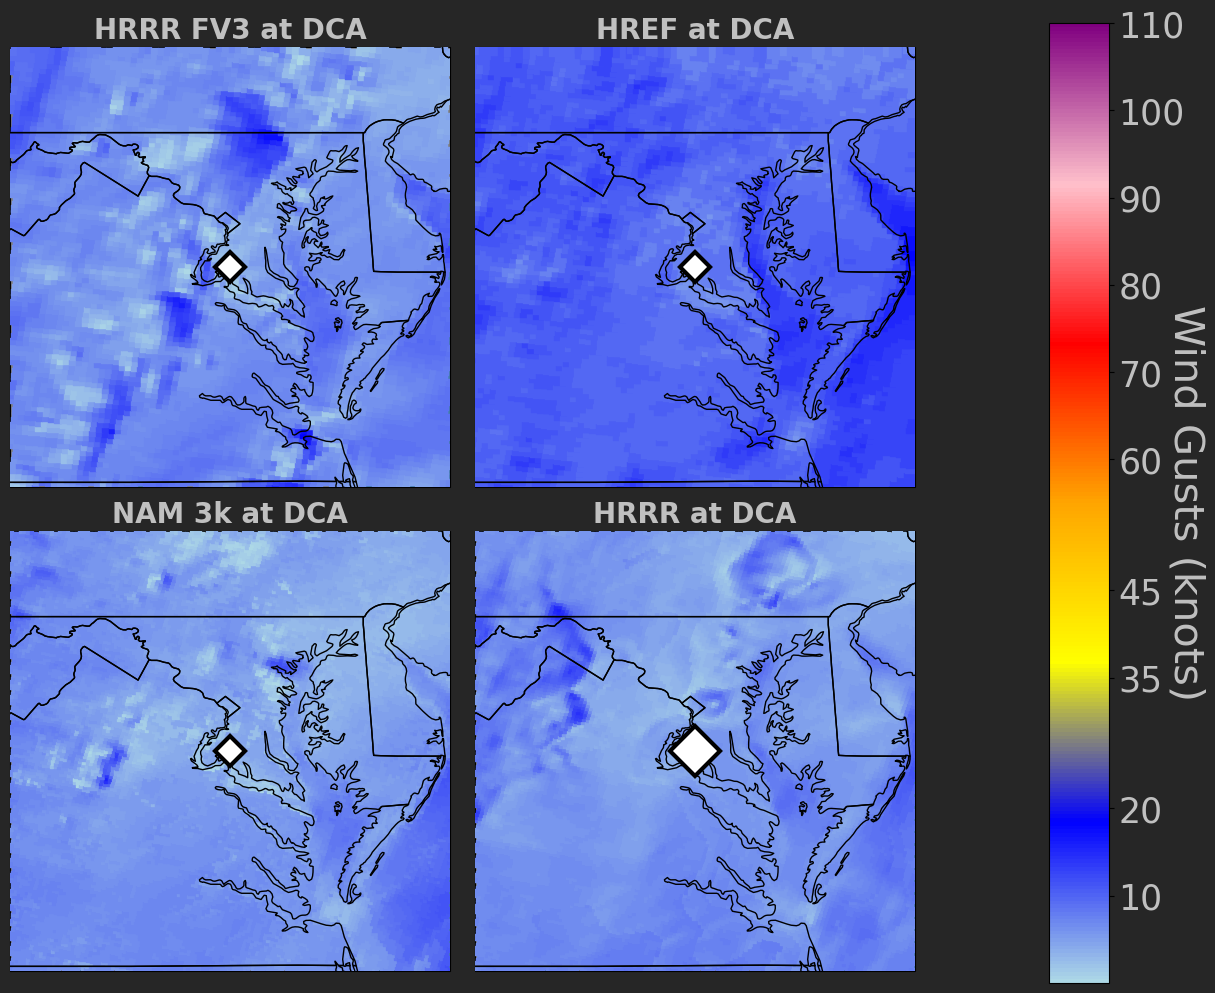 HRRR FV3 at DCA
HREF at DCA
NAM 3k at DCA
HRRR at DCA
110
100
90
80
70
60
45
35
20
10
Wind Gusts (knots)